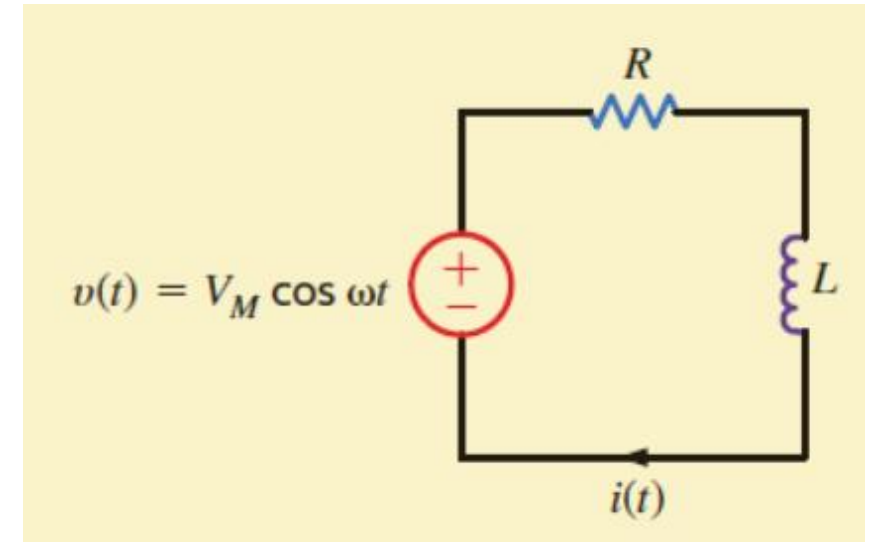 R
+
−
v(t) = V_M cos ωt
L
i(t)